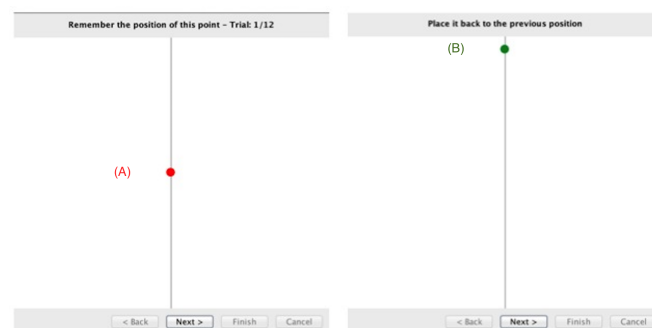 Remember the position of this point - Trial: 1/12
(A)
< Back Next > Finish Cancel
Place it back to the previous position
(B)
< Back Next > Finish Cancel